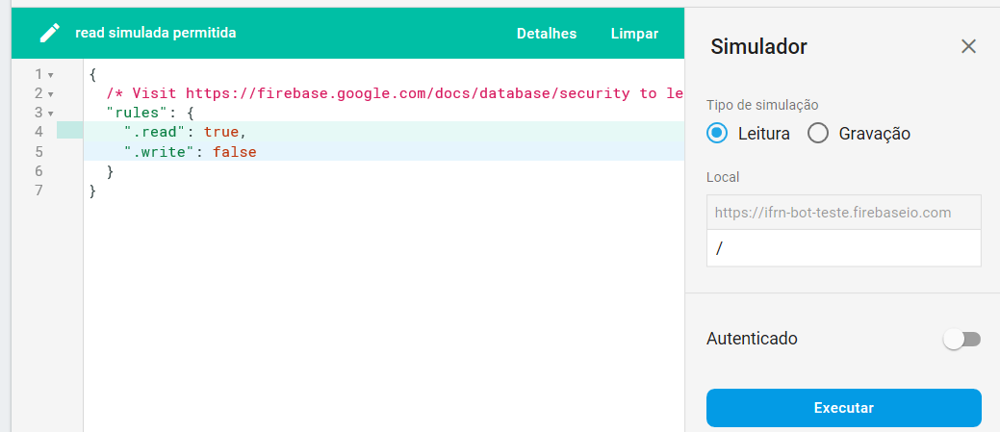 read simulada permitida Detalhes Limpar
1 {
2 /* Visit https://firebase.google.com/docs/database/security to le
3 "rules": {
4 ".read": true,
5 ".write": false
6 }
7 }
Simulador
Tipo de simulação
Leitura Gravação
Local
https://ifrn-bot-teste.firebaseio.com
/
Autenticado
Executar